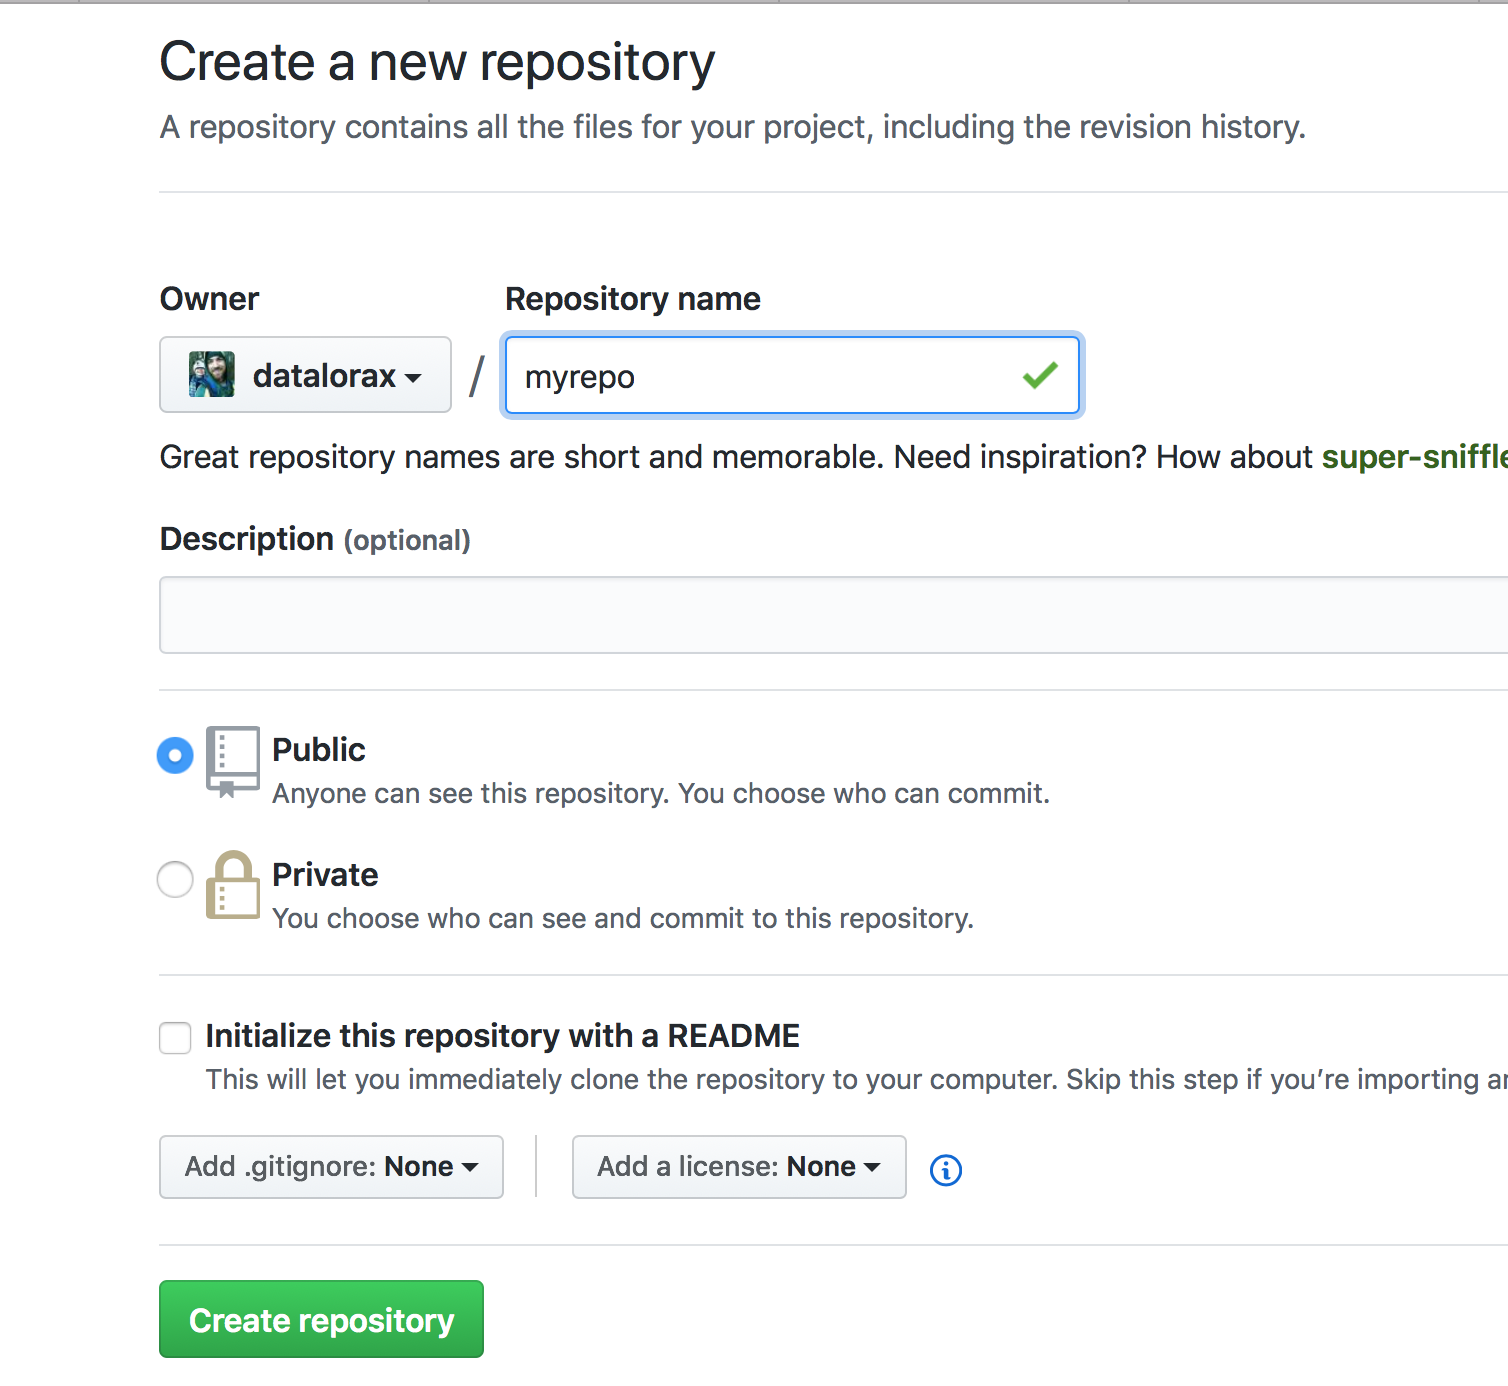 Create a new repository
A repository contains all the files for your project, including the revision history.
Owner
Repository name
datalorax
/
myrepo
Great repository names are short and memorable. Need inspiration? How about super-sniffle
Description (optional)
Public
Anyone can see this repository. You choose who can commit.
Private
You choose who can see and commit to this repository.
Initialize this repository with a README
This will let you immediately clone the repository to your computer. Skip this step if you’re importing
Add .gitignore: None
Add a license: None
Create repository